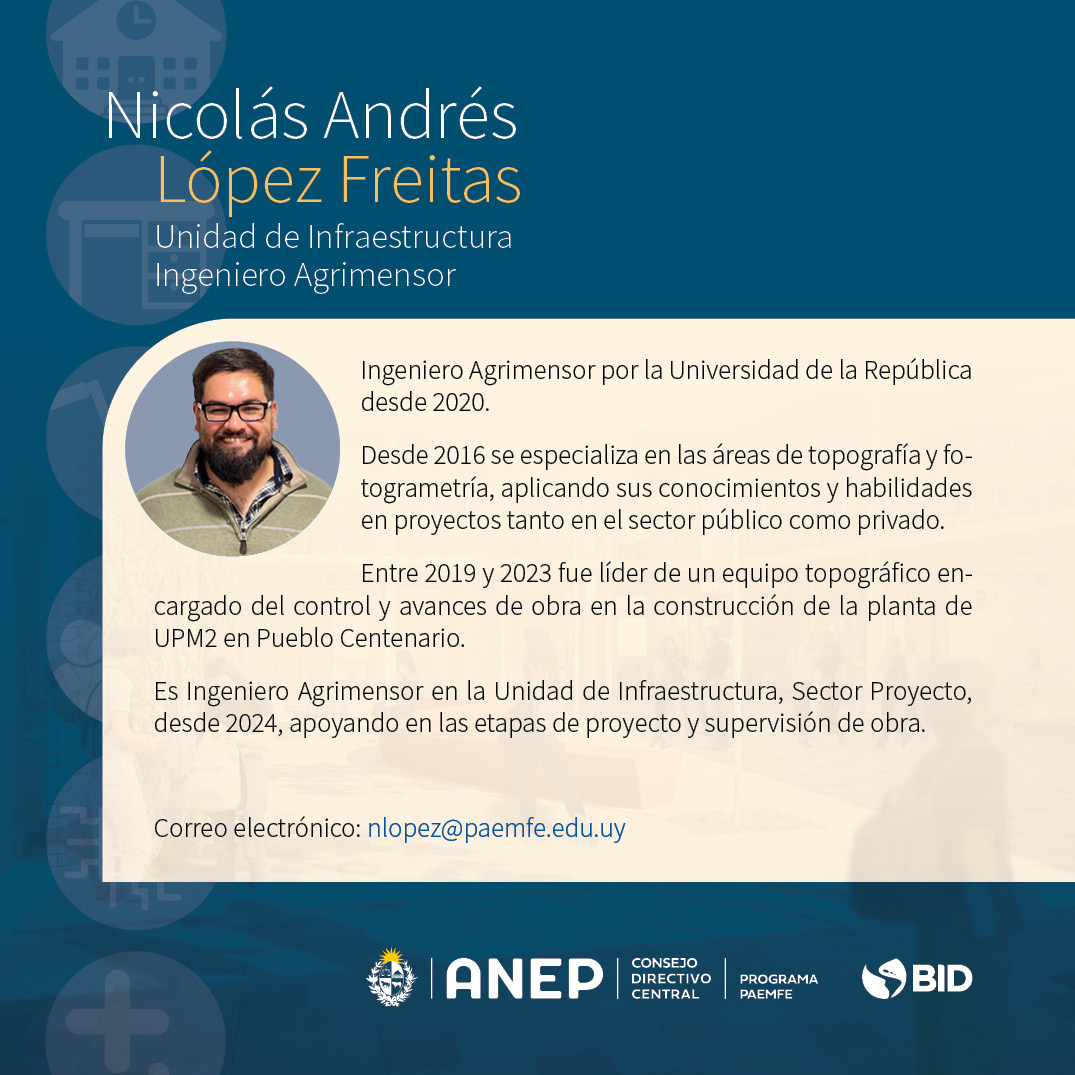 Nicolás Andrés
López Freitas
Unidad de Infraestructura
Ingeniero Agrimensor
Ingeniero Agrimensor por la Universidad de la República
desde 2020.
Desde 2016 se especializa en las áreas de topografía y fo-
togrametría, aplicando sus conocimientos y habilidades
en proyectos tanto en el sector público como privado.
Entre 2019 y 2023 fue líder de un equipo topográfico en-
cargado del control y avances de obra en la construcción de la planta de
UPM2 en Pueblo Centenario.
Es Ingeniero Agrimensor en la Unidad de Infraestructura, Sector Proyecto,
desde 2024, apoyando en las etapas de proyecto y supervisión de obra.
Correo electrónico: nlopez@paemfe.edu.uy
ANEP
CONSEJO
DIRECTIVO
CENTRAL
PROGRAMA
PAEMFE
BID